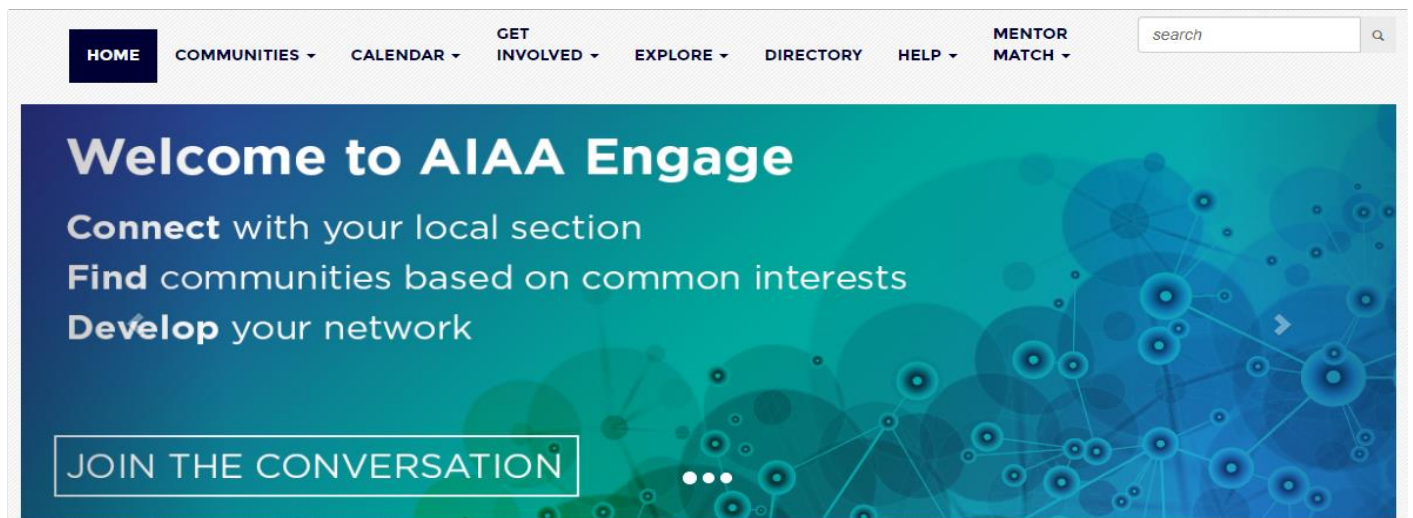 HOME
COMMUNITIES
CALENDAR
GET
INVOLVED
EXPLORE
DIRECTORY
HELP
MENTOR
MATCH
search
Welcome to AIAA Engage
Connect with your local section
Find communities based on common interests
Develop your network
JOIN THE CONVERSATION